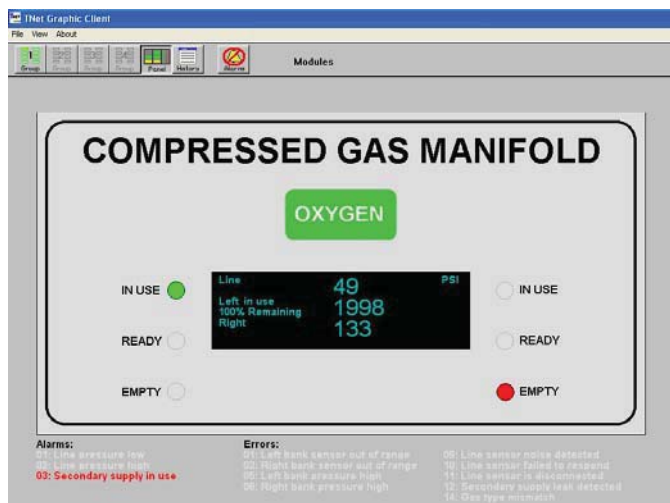 TNet Graphic Client
File View About
1 Group Group Group Group Panel History Alarm Modules
COMPRESSED GAS MANIFOLD
OXYGEN
Line 49 PSI
Left in use 1998
100% Remaining
Right 133
IN USE
READY
EMPTY
IN USE
READY
EMPTY
Alarms:
01: Line pressure low
02: Line pressure high
03: Secondary supply in use
Errors:
01: Left bank sensor out of range
02: Right bank sensor out of range
05: Left bank pressure high
06: Right bank pressure high
09: Line sensor noise detected
10: Line sensor failed to respond
11: Line sensor is disconnected
12: Secondary supply leak detected
14: Gas type mismatch